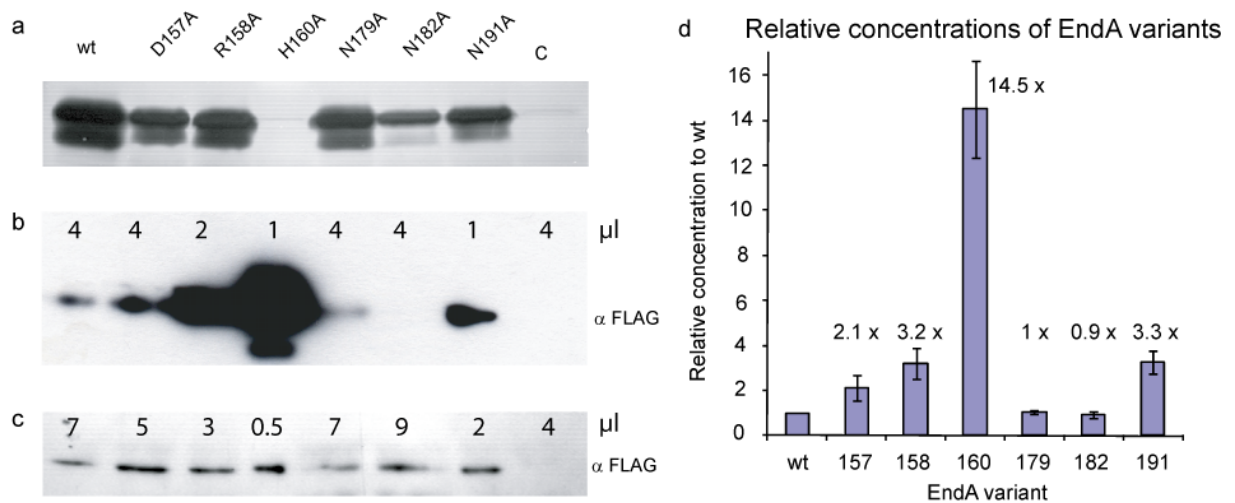 a
wt D157A R158A H160A N179A N182A N191A C
b
4 4 2 1 4 4 1 4 µl
α FLAG
c
7 5 3 0.5 7 9 2 4 µl
α FLAG
d
Relative concentrations of EndA variants
Relative concentration to wt
16
14
12
10
8
6
4
2
0
14.5 x
2.1 x 3.2 x 1 x 0.9 x 3.3 x
wt 157 158 160 179 182 191
EndA variant